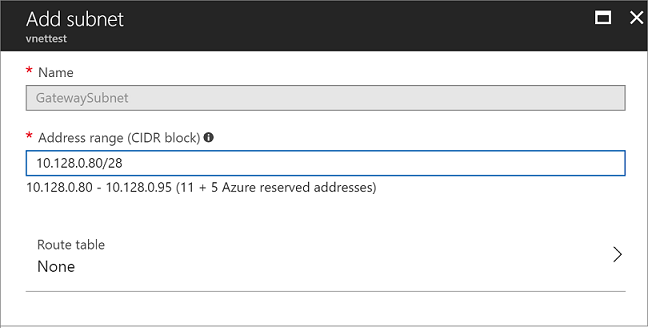 Add subnet
vnettest
* Name
GatewaySubnet
* Address range (CIDR block)
10.128.0.80/28
10.128.0.80 - 10.128.0.95 (11 + 5 Azure reserved addresses)
Route table
None